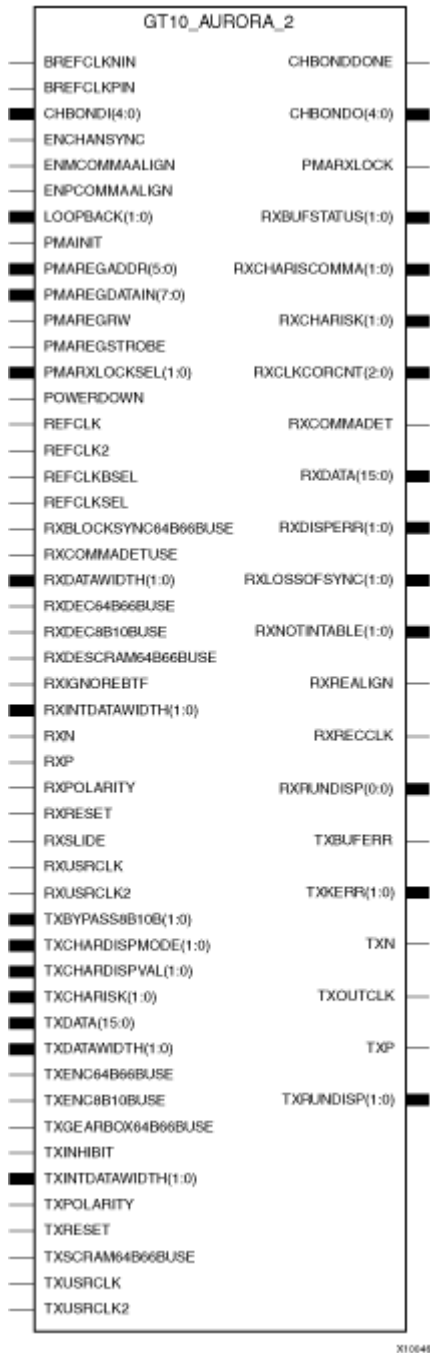 GT10_AURORA_2
BREFCLKNIN CHBONDDONE
BREFCLKPIN
CHBONDI(4:0) CHBONDO(4:0)
ENCHANSYNC
ENMCOMMAALIGN PMARXLOCK
ENPCOMMAALIGN
LOOPBACK(1:0) RXBUFSTATUS(1:0)
PMAINIT
PMAREGADDR(5:0) RXCHARISCOMMA(1:0)
PMAREGDATAIN(7:0)
PMAREGRW RXCHARISK(1:0)
PMAREGSTROBE
PMARXLOCKSEL(1:0) RXCLKCORCNT(2:0)
POWERDOWN
REFCLK RXCOMMADET
REFCLK2
REFCLKBSEL RXDATA(15:0)
REFCLKSEL
RXBLOCKSYNC64B66BUSE RXDISPERR(1:0)
RXCOMMADETUSE
RXDATAWIDTH(1:0) RXLOSSOFSYNC(1:0)
RXDEC64B66BUSE
RXDEC8B10BUSE RXNOTINTABLE(1:0)
RXDESCRAM64B66BUSE
RXIGNOREBTF RXREALIGN
RXINTDATAWIDTH(1:0)
RXN RXRECCLK
RXP
RXPOLARITY RXRUNDISP(0:0)
RXRESET
RXSLIDE TXBUFERR
RXUSRCLK
RXUSRCLK2 TXKERR(1:0)
TXBYPASS8B10B(1:0)
TXCHARDISPMODE(1:0) TXN
TXCHARDISPVAL(1:0)
TXCHARISK(1:0) TXOUTCLK
TXDATA(15:0)
TXDATAWIDTH(1:0) TXP
TXENC64B66BUSE
TXENC8B10BUSE TXRUNDISP(1:0)
TXGEARBOX64B66BUSE
TXINHIBIT
TXINTDATAWIDTH(1:0)
TXPOLARITY
TXRESET
TXSCRAM64B66BUSE
TXUSRCLK
TXUSRCLK2
X10046